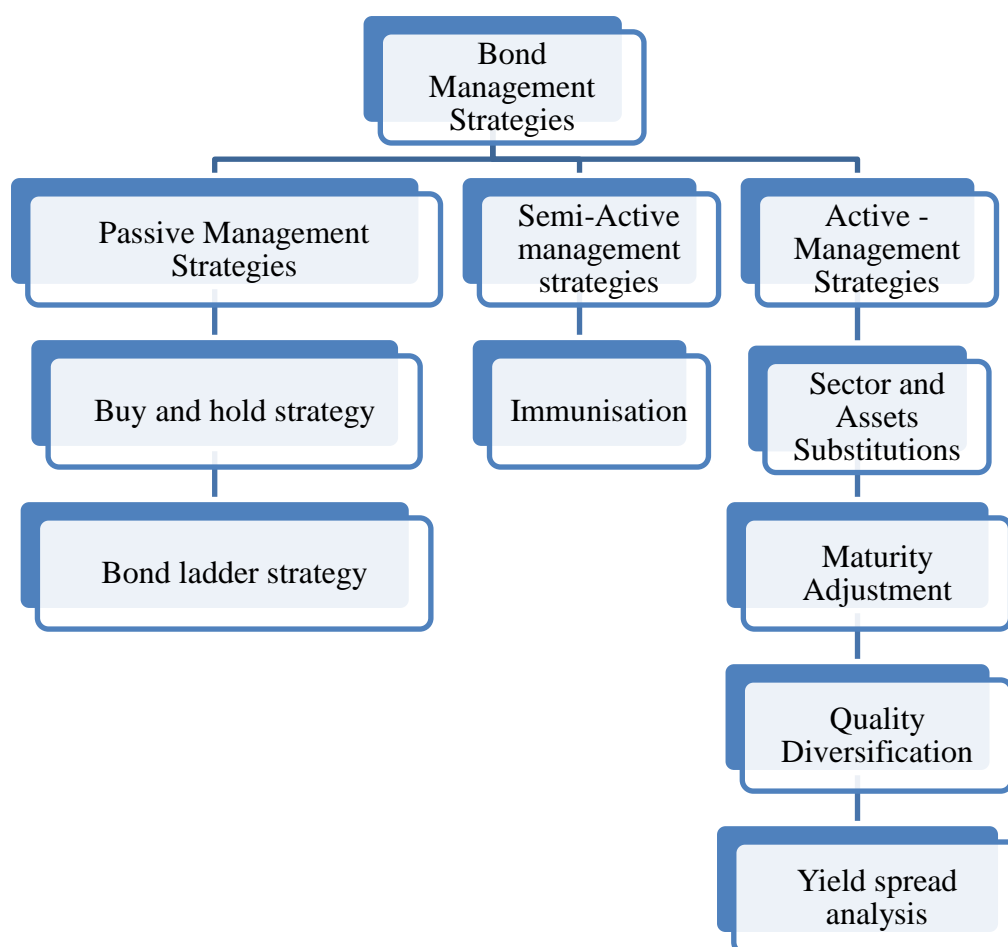 Bond
Management
Strategies
Passive Management
Strategies
Semi-Active
management
strategies
Active -
Management
Strategies
Buy and hold strategy
Immunisation
Sector and
Assets
Substitutions
Bond ladder strategy
Maturity
Adjustment
Quality
Diversification
Yield spread
analysis